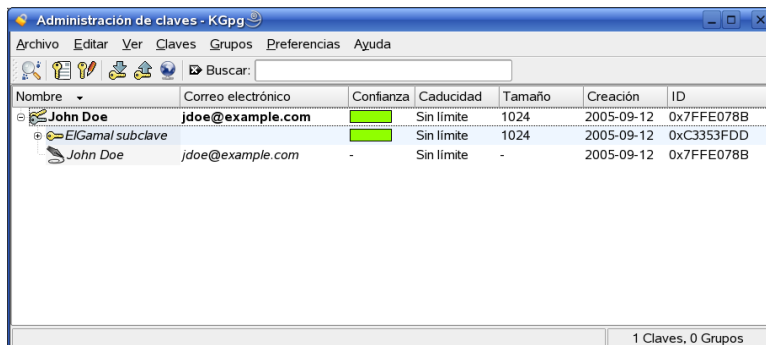 Administración de claves - KGpg
Archivo Editar Ver Claves Grupos Preferencias Ayuda
Buscar:
Nombre Correo electrónico Confianza Caducidad Tamaño Creación ID
John Doe jdoe@example.com Sin límite 1024 2005-09-12 0x7FFE078B
ElGamal subclave Sin límite 1024 2005-09-12 0xC3353FDD
John Doe jdoe@example.com - Sin límite - 2005-09-12 0x7FFE078B
1 Claves, 0 Grupos